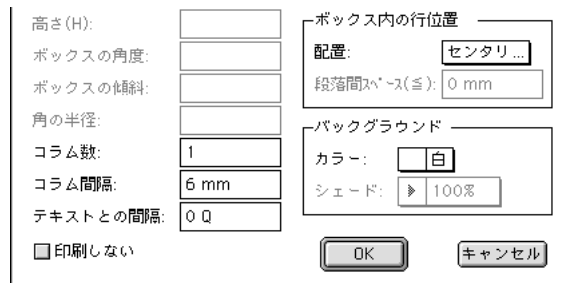 高さ(H):
ボックスの角度:
ボックスの傾斜:
角の半径:
コラム数: 1
コラム間隔: 6 mm
テキストとの間隔: 0 Q
印刷しない
ボックス内の行位置
配置: センタリ...
段落間スペース(≦): 0 mm
バックグラウンド
カラー: 白
シェード: 100%
OK キャンセル